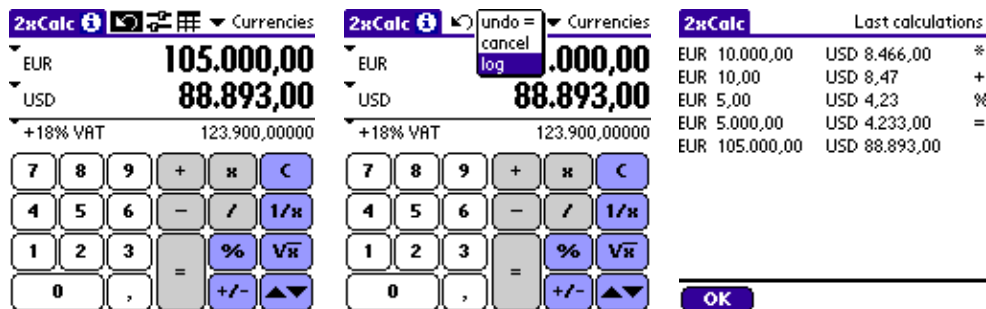 2xCalc Currencies
EUR 105.000,00
USD 88.893,00
+18% VAT 123.900,00000
7 8 9 + x C
4 5 6 − / 1/x
1 2 3 = % √x
0 , +/-
2xCalc undo = Currencies
cancel
log
EUR .000,00
USD 88.893,00
+18% VAT 123.900,00000
7 8 9 + x C
4 5 6 − / 1/x
1 2 3 = % √x
0 , +/-
2xCalc Last calculations
EUR 10.000,00 USD 8.466,00 *
EUR 10,00 USD 8,47 +
EUR 5,00 USD 4,23 %
EUR 5.000,00 USD 4.233,00 =
EUR 105.000,00 USD 88.893,00
OK